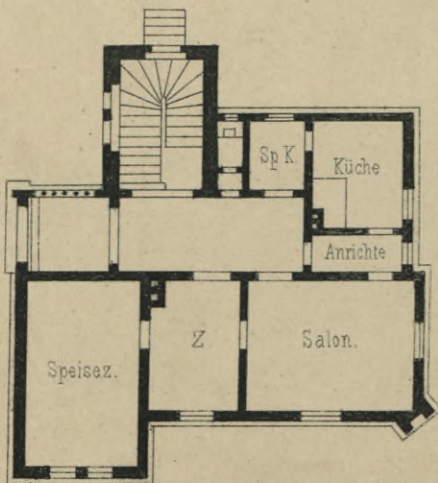 Sp K.
Küche
Anrichte
Speisez.
Z
Salon.